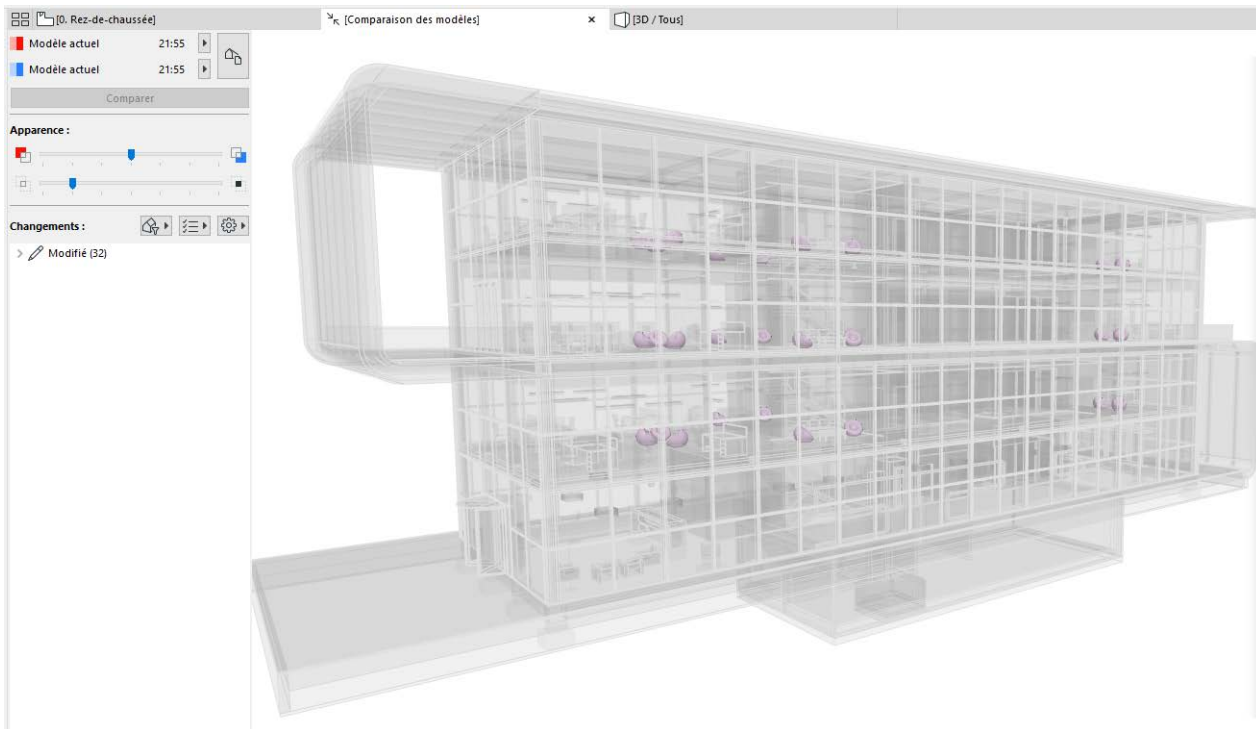 [0. Rez-de-chaussée]
[Comparaison des modèles]
[3D / Tous]
Modèle actuel 21:55
Modèle actuel 21:55
Comparer
Apparence :
Changements :
Modifié (32)